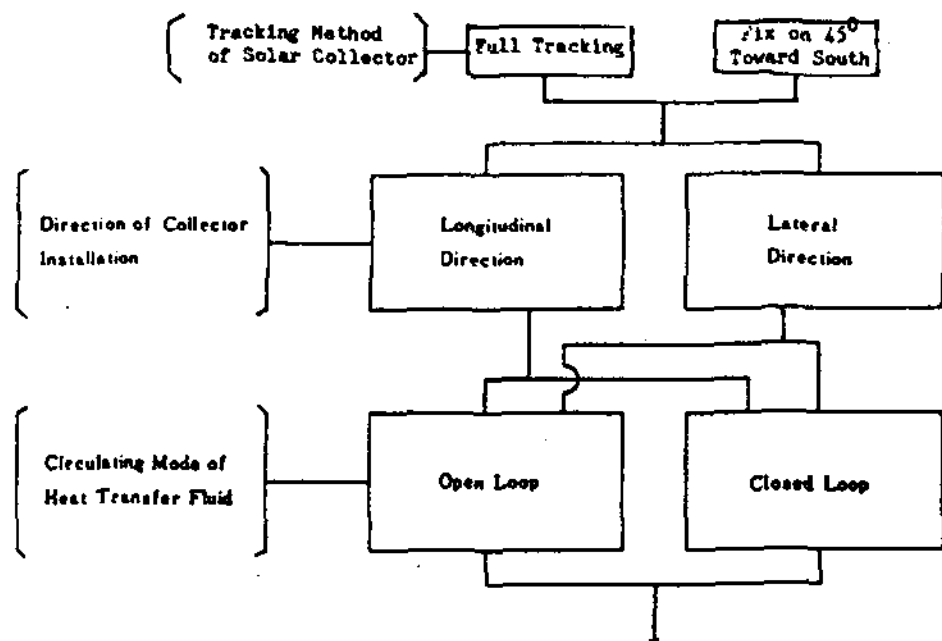 Tracking Method
of Solar Collector
Full Tracking
Fix on 45⁰
Toward South
Direction of Collector
Installation
Longitudinal
Direction
Lateral
Direction
Circulating Mode of
Heat Transfer Fluid
Open Loop
Closed Loop